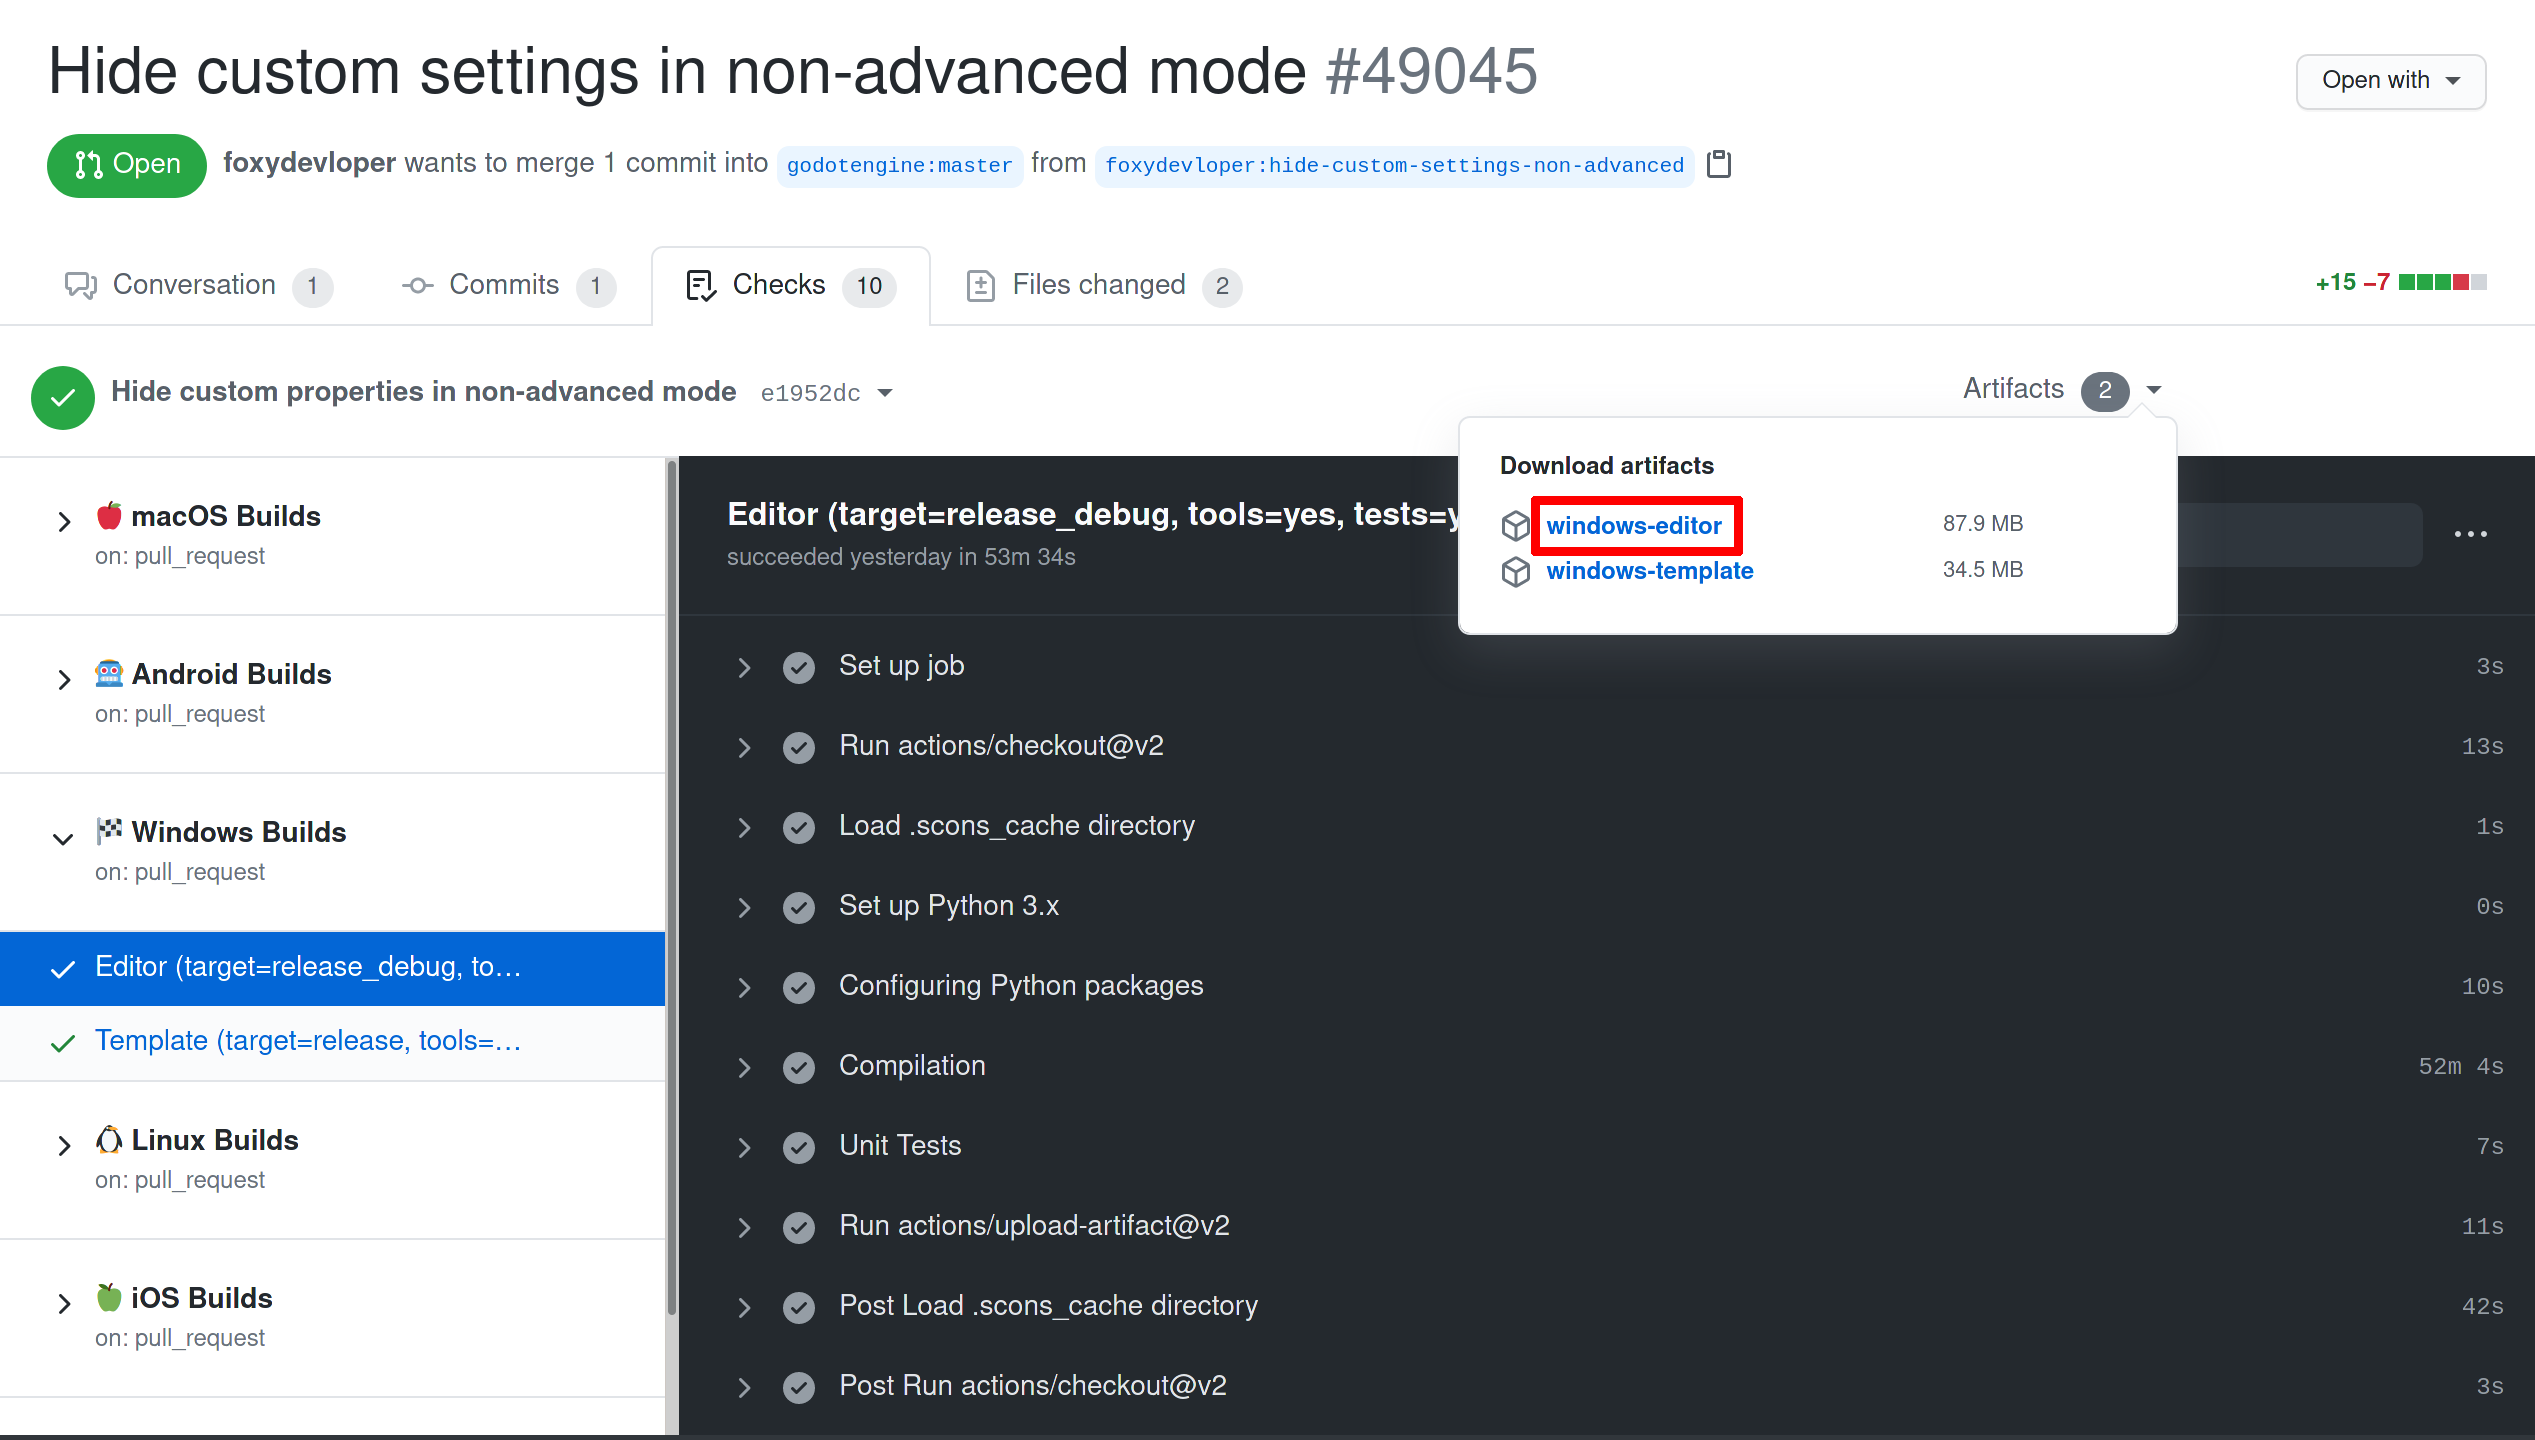 Hide custom settings in non-advanced mode #49045
Open with
Open
foxydevloper wants to merge 1 commit into godotengine:master from foxydevloper:hide-custom-settings-non-advanced
Conversation 1
Commits 1
Checks 10
Files changed 2
+15 −7
Hide custom properties in non-advanced mode e1952dc
Artifacts 2
Download artifacts
windows-editor 87.9 MB
windows-template 34.5 MB
macOS Builds
on: pull_request
Android Builds
on: pull_request
Windows Builds
on: pull_request
Editor (target=release_debug, to…
Template (target=release, tools=…
Linux Builds
on: pull_request
iOS Builds
on: pull_request
Editor (target=release_debug, tools=yes, tests=y
succeeded yesterday in 53m 34s
Set up job 3s
Run actions/checkout@v2 13s
Load .scons_cache directory 1s
Set up Python 3.x 0s
Configuring Python packages 10s
Compilation 52m 4s
Unit Tests 7s
Run actions/upload-artifact@v2 11s
Post Load .scons_cache directory 42s
Post Run actions/checkout@v2 3s